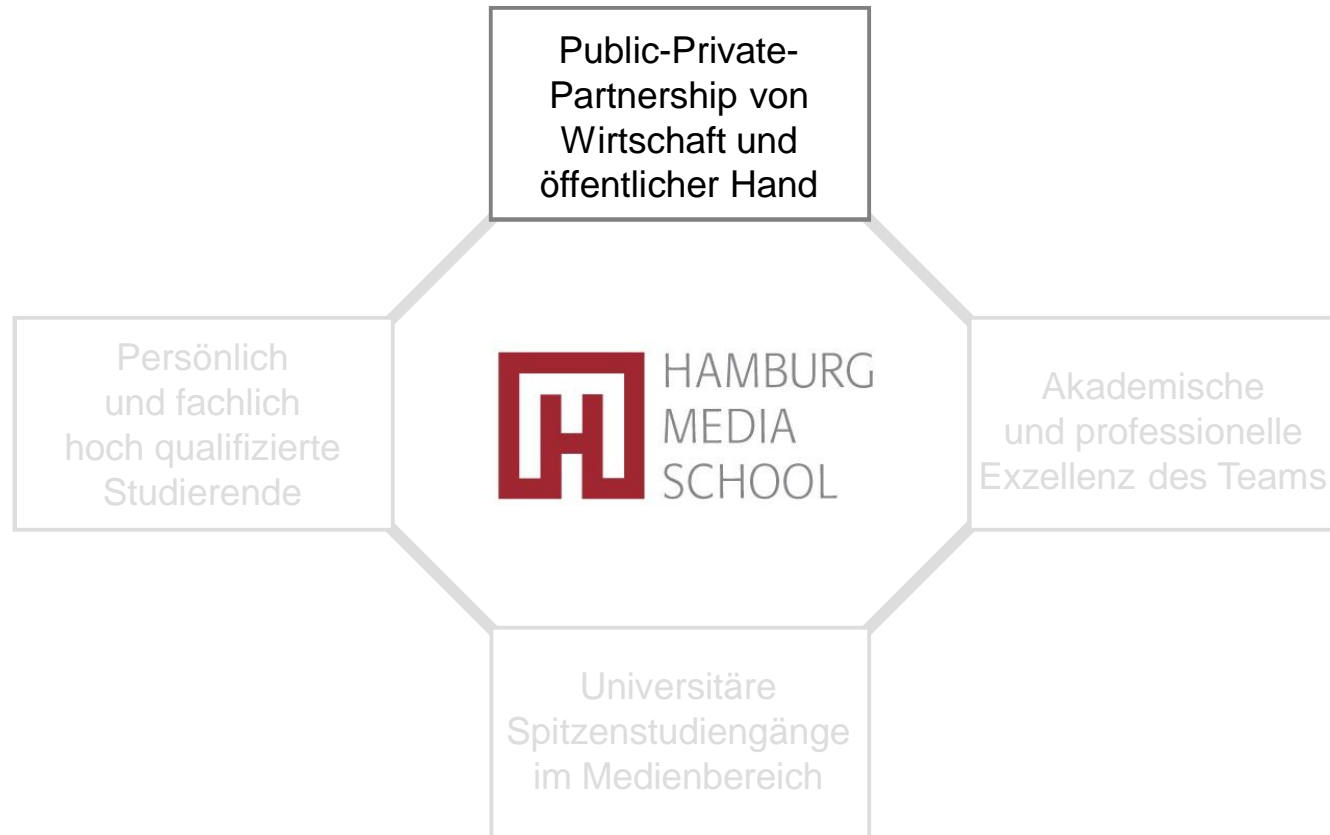 Public-Private-
Partnership von
Wirtschaft und
öffentlicher Hand
Persönlich
und fachlich
hoch qualifizierte
Studierende
HAMBURG
MEDIA
SCHOOL
Akademische
und professionelle
Exzellenz des Teams
Universitäre
Spitzenstudiengänge
im Medienbereich